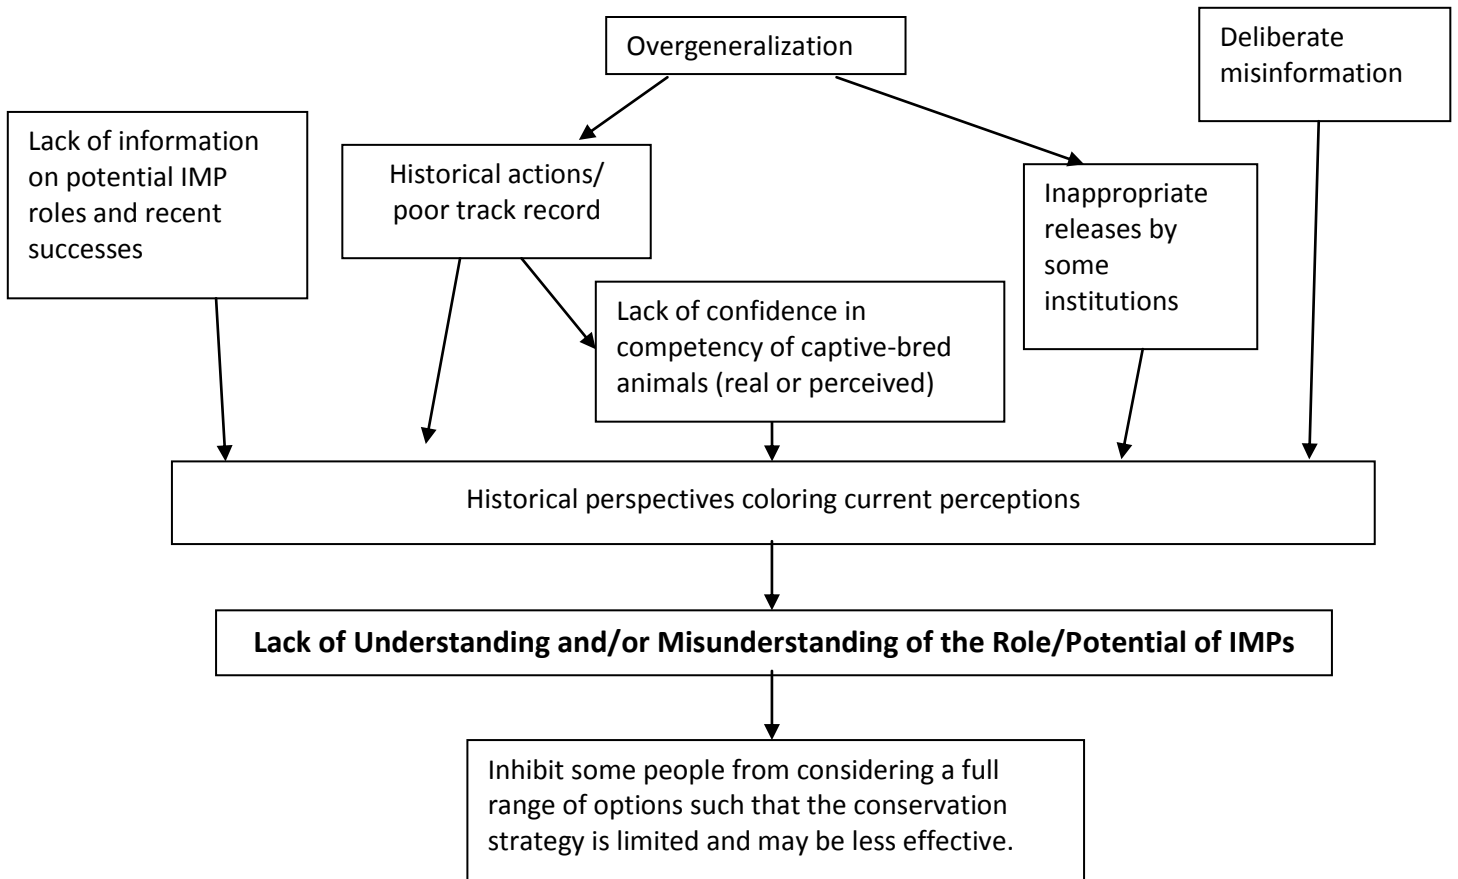 Overgeneralization
Deliberate
misinformation
Lack of information
on potential IMP
roles and recent
successes
Historical actions/
poor track record
Inappropriate
releases by
some
institutions
Lack of confidence in
competency of captive-bred
animals (real or perceived)
Historical perspectives coloring current perceptions
Lack of Understanding and/or Misunderstanding of the Role/Potential of IMPs
Inhibit some people from considering a full
range of options such that the conservation
strategy is limited and may be less effective.